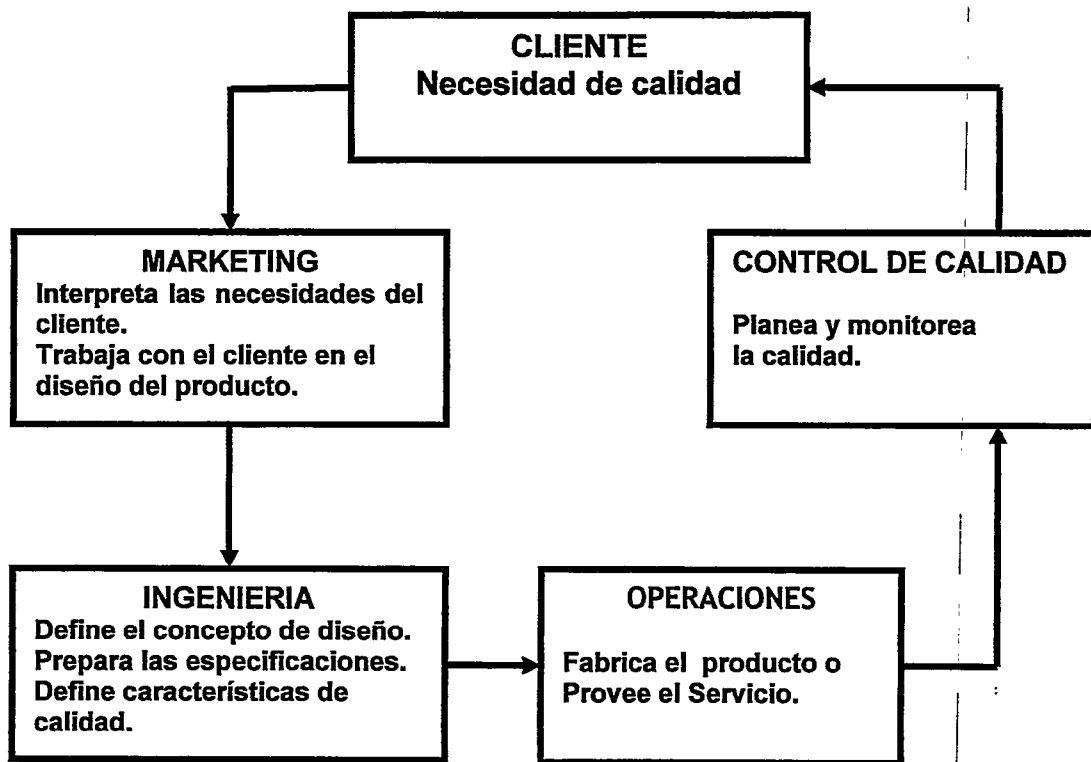 CLIENTE
Necesidad de calidad
MARKETING
Interpreta las necesidades del
cliente.
Trabaja con el cliente en el
diseño del producto.
CONTROL DE CALIDAD
Planea y monitorea
la calidad.
INGENIERIA
Define el concepto de diseño.
Prepara las especificaciones.
Define características de
calidad.
OPERACIONES
Fabrica el producto o
Provee el Servicio.